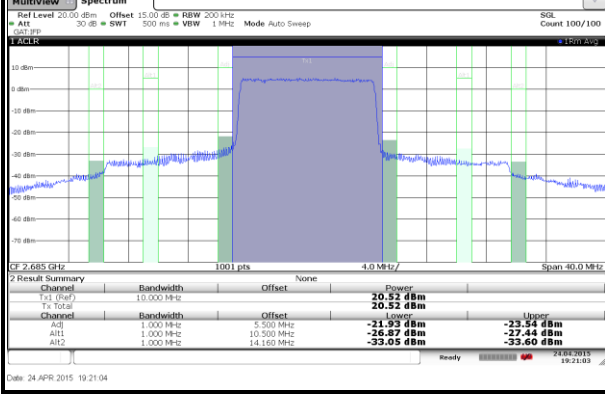 MultiView Spectrum
Ref Level 20.00 dBm Offset 15.00 dB RBW 200 kHz SGL
Att 30 dB SWT 500 ms VBW 1 MHz Mode Auto Sweep Count 100/100
GAT:IFP
1 ACLR 1Rm Avg
Tx1
10 dBm
0 dBm
-10 dBm
-20 dBm
-30 dBm
-40 dBm
-50 dBm
-60 dBm
-70 dBm
CF 2.685 GHz 1001 pts 4.0 MHz/ Span 40.0 MHz
2 Result Summary None
Channel Bandwidth Offset Power
Tx1 (Ref) 10.000 MHz 20.52 dBm
Tx Total 20.52 dBm
Channel Bandwidth Offset Lower Upper
Adj 1.000 MHz 5.500 MHz -21.93 dBm -23.54 dBm
Alt1 1.000 MHz 10.500 MHz -26.87 dBm -27.44 dBm
Alt2 1.000 MHz 14.160 MHz -33.05 dBm -33.60 dBm
Ready 24.04.2015
19:21:03
Date: 24.APR.2015 19:21:04